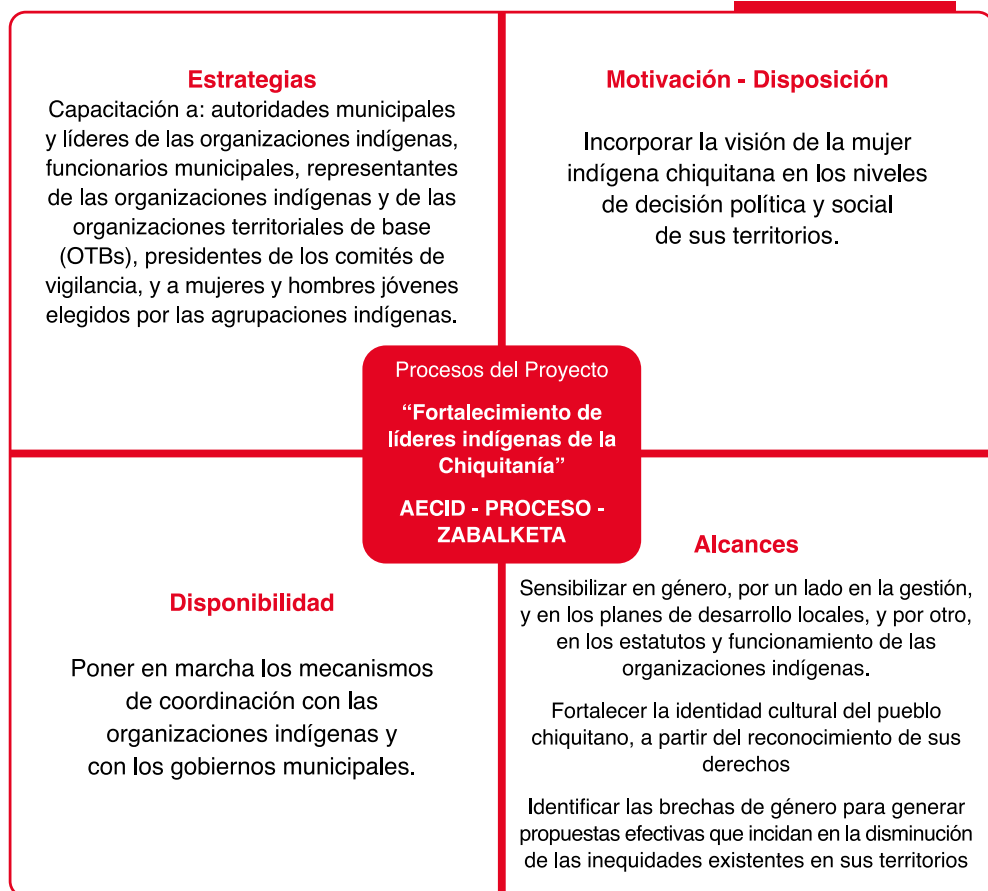 Estrategias
Capacitación a: autoridades municipales
y líderes de las organizaciones indígenas,
funcionarios municipales, representantes
de las organizaciones indígenas y de las
organizaciones territoriales de base
(OTBs), presidentes de los comités de
vigilancia, y a mujeres y hombres jóvenes
elegidos por las agrupaciones indígenas.
Motivación - Disposición
Incorporar la visión de la mujer
indígena chiquitana en los niveles
de decisión política y social
de sus territorios.
Procesos del Proyecto
“Fortalecimiento de
líderes indígenas de la
Chiquitanía”
AECID - PROCESO -
ZABALKETA
Disponibilidad
Poner en marcha los mecanismos
de coordinación con las
organizaciones indígenas y
con los gobiernos municipales.
Alcances
Sensibilizar en género, por un lado en la gestión,
y en los planes de desarrollo locales, y por otro,
en los estatutos y funcionamiento de las
organizaciones indígenas.
Fortalecer la identidad cultural del pueblo
chiquitano, a partir del reconocimiento de sus
derechos
Identificar las brechas de género para generar
propuestas efectivas que incidan en la disminución
de las inequidades existentes en sus territorios